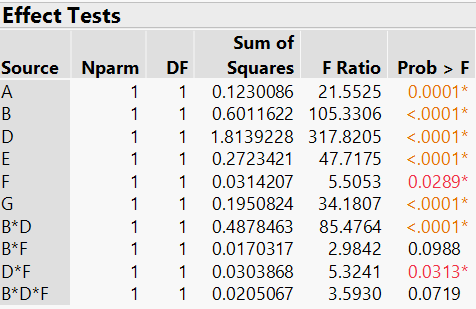 Effect Tests
Sum of
Source Nparm DF Squares F Ratio Prob > F
A 1 1 0.1230086 21.5525 0.0001*
B 1 1 0.6011622 105.3306 <.0001*
D 1 1 1.8139228 317.8205 <.0001*
E 1 1 0.2723421 47.7175 <.0001*
F 1 1 0.0314207 5.5053 0.0289*
G 1 1 0.1950824 34.1807 <.0001*
B*D 1 1 0.4878463 85.4764 <.0001*
B*F 1 1 0.0170317 2.9842 0.0988
D*F 1 1 0.0303868 5.3241 0.0313*
B*D*F 1 1 0.0205067 3.5930 0.0719